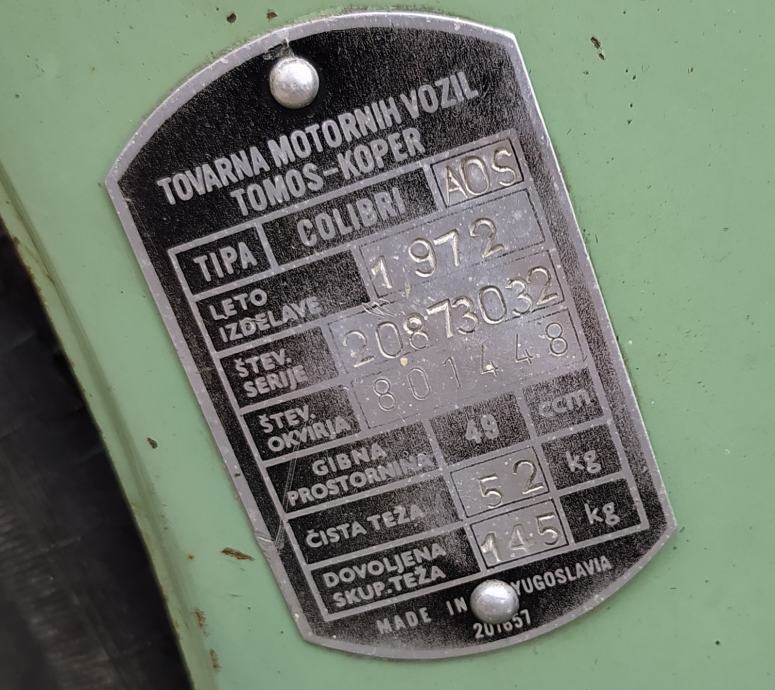 TOVARNA MOTORNIH VOZIL
TOMOS-KOPER
TIPA COLIBRI AOS
LETO IZDELAVE 1972
ŠTEV. SERIJE 20873032
ŠTEV. OKVIRJA 801448
GIBNA PROSTORNINA 49 ccm
ČISTA TEŽA 52 kg
DOVOLJENA SKUP. TEŽA 145 kg
MADE IN YUGOSLAVIA